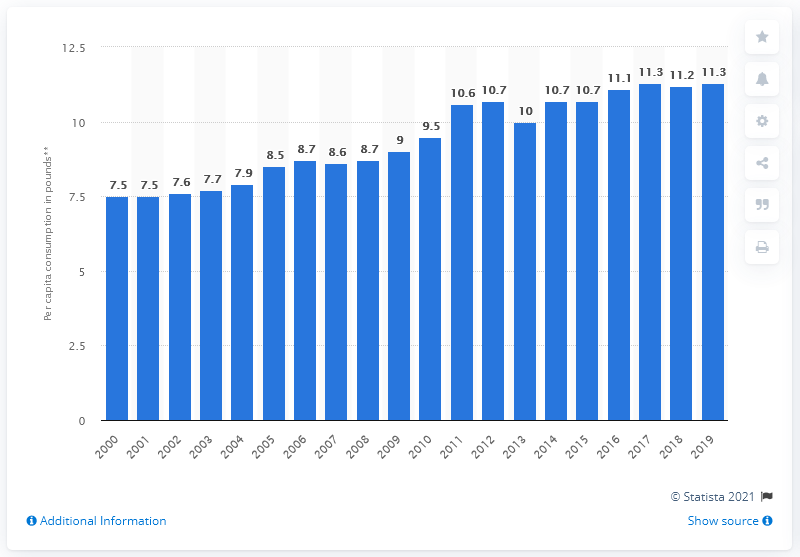 12.5
10
7.5
5
2.5
0
Per capita consumption in pounds**
7.5 7.5 7.6 7.7 7.9 8.5 8.7 8.6 8.7 9 9.5 10.6 10.7 10 10.7 10.7 11.1 11.3 11.2 11.3
2000 2001 2002 2003 2004 2005 2006 2007 2008 2009 2010 2011 2012 2013 2014 2015 2016 2017 2018 2019
© Statista 2021
Additional Information
Show source